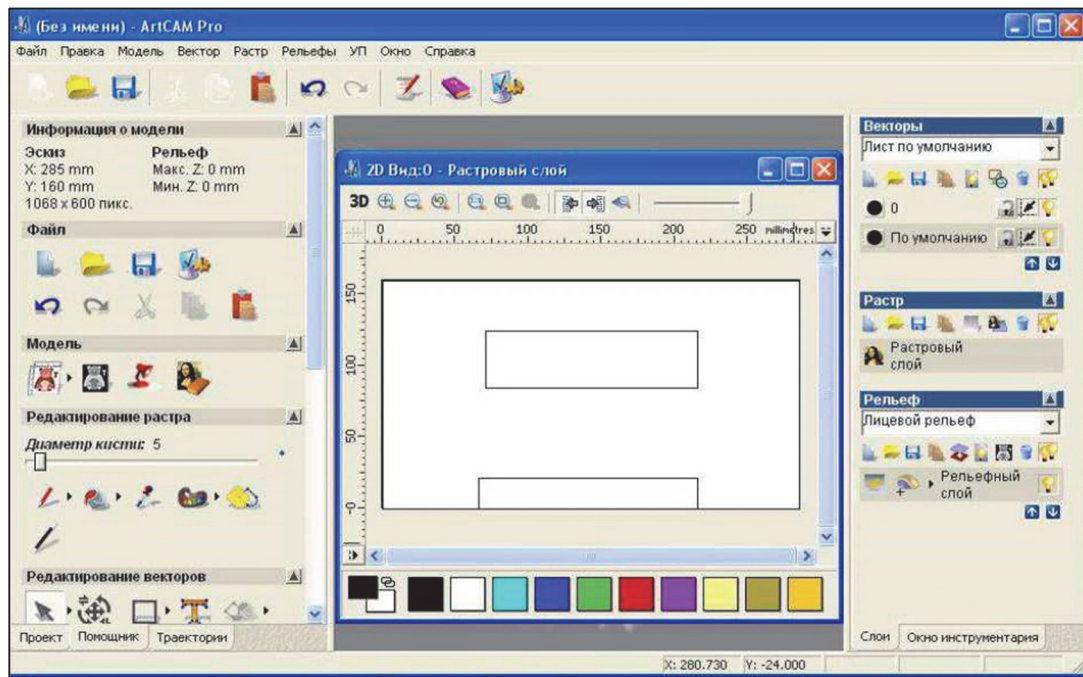 (Без имени) - ArtCAM Pro
Файл Правка Модель Вектор Растр Рельефы УП Окно Справка
Информация о модели
Эскиз Рельеф
X: 285 mm Макс. Z: 0 mm
Y: 160 mm Мин. Z: 0 mm
1068 x 600 пикс.
Файл
Модель
Редактирование растра
Диаметр кисти: 5
Редактирование векторов
Проект Помощник Траектории
2D Вид:0 - Растровый слой
3D
0 50 100 150 200 250 millimetres
150
100
50
-0
Векторы
Лист по умолчанию
0
По умолчанию
Растр
Растровый
слой
Рельеф
Лицевой рельеф
Рельефный
слой
Слои Окно инструментария
X: 280.730 Y: -24.000